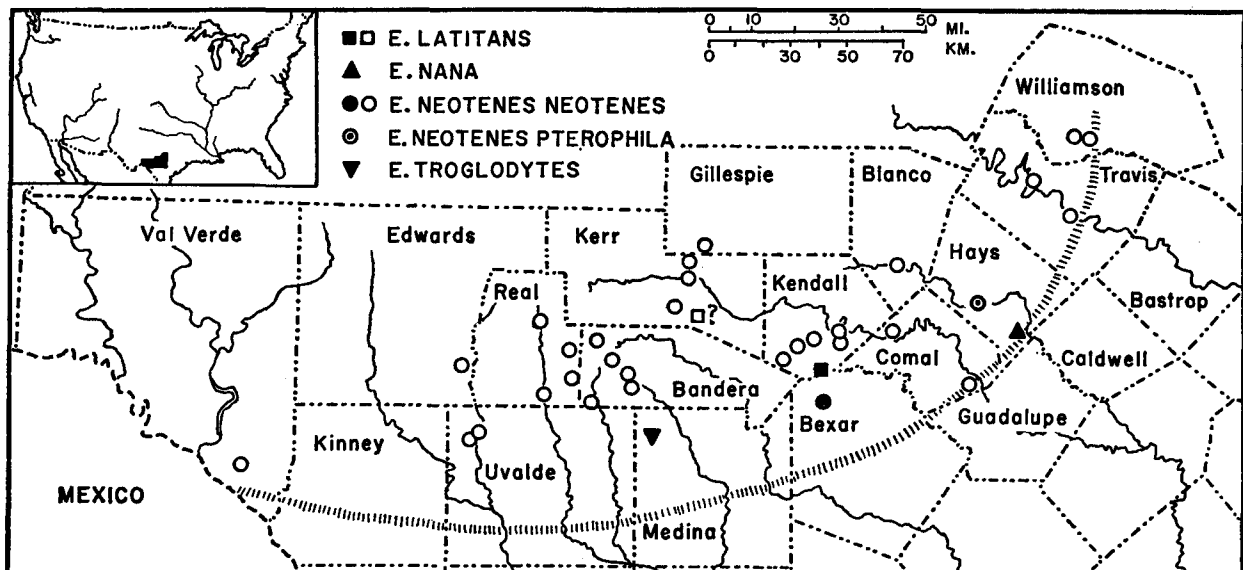 E. LATITANS
E. NANA
E. NEOTENES NEOTENES
E. NEOTENES PTEROPHILA
E. TROGLODYTES
0 10 30 50
MI.
KM.
0 10 30 50 70
Williamson
Travis
Gillespie
Blanco
Val Verde
Edwards
Kerr
Hays
Kendall
Real
Bastrop
?
Comal
Caldwell
Bandera
Bexar
Guadalupe
Kinney
Uvalde
MEXICO
Medina